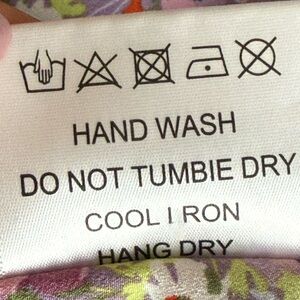 HAND WASH
DO NOT TUMBIE DRY
COOL I RON
HANG DRY